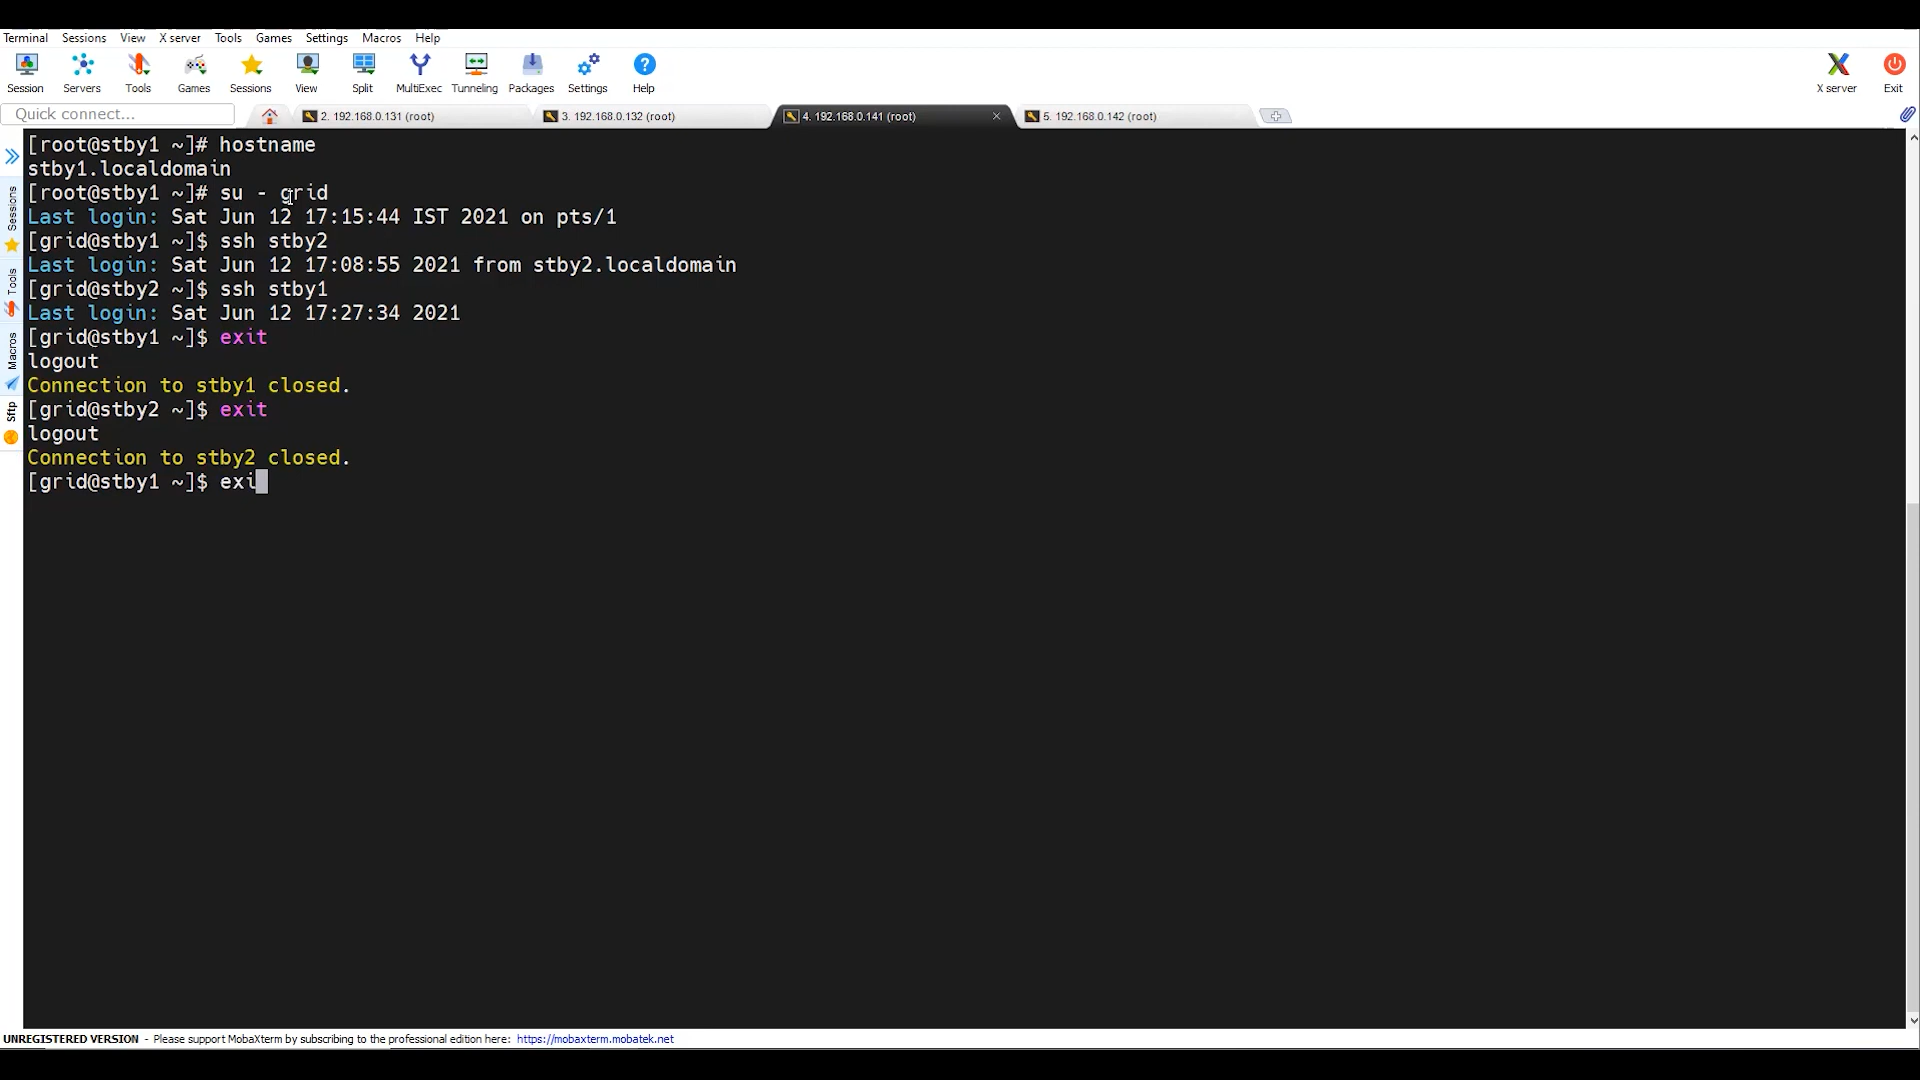 Terminal Sessions View X server Tools Games Settings Macros Help
Session Servers Tools Games Sessions View Split MultiExec Tunneling Packages Settings Help X server Exit
Quick connect... 2. 192.168.0.131 (root) 3. 192.168.0.132 (root) 4. 192.168.0.141 (root) 5. 192.168.0.142 (root)
Sessions
Tools
Macros
Sftp
[root@stby1 ~]# hostname
stby1.localdomain
[root@stby1 ~]# su - grid
Last login: Sat Jun 12 17:15:44 IST 2021 on pts/1
[grid@stby1 ~]$ ssh stby2
Last login: Sat Jun 12 17:08:55 2021 from stby2.localdomain
[grid@stby2 ~]$ ssh stby1
Last login: Sat Jun 12 17:27:34 2021
[grid@stby1 ~]$ exit
logout
Connection to stby1 closed.
[grid@stby2 ~]$ exit
logout
Connection to stby2 closed.
[grid@stby1 ~]$ exi
UNREGISTERED VERSION - Please support MobaXterm by subscribing to the professional edition here: https://mobaxterm.mobatek.net